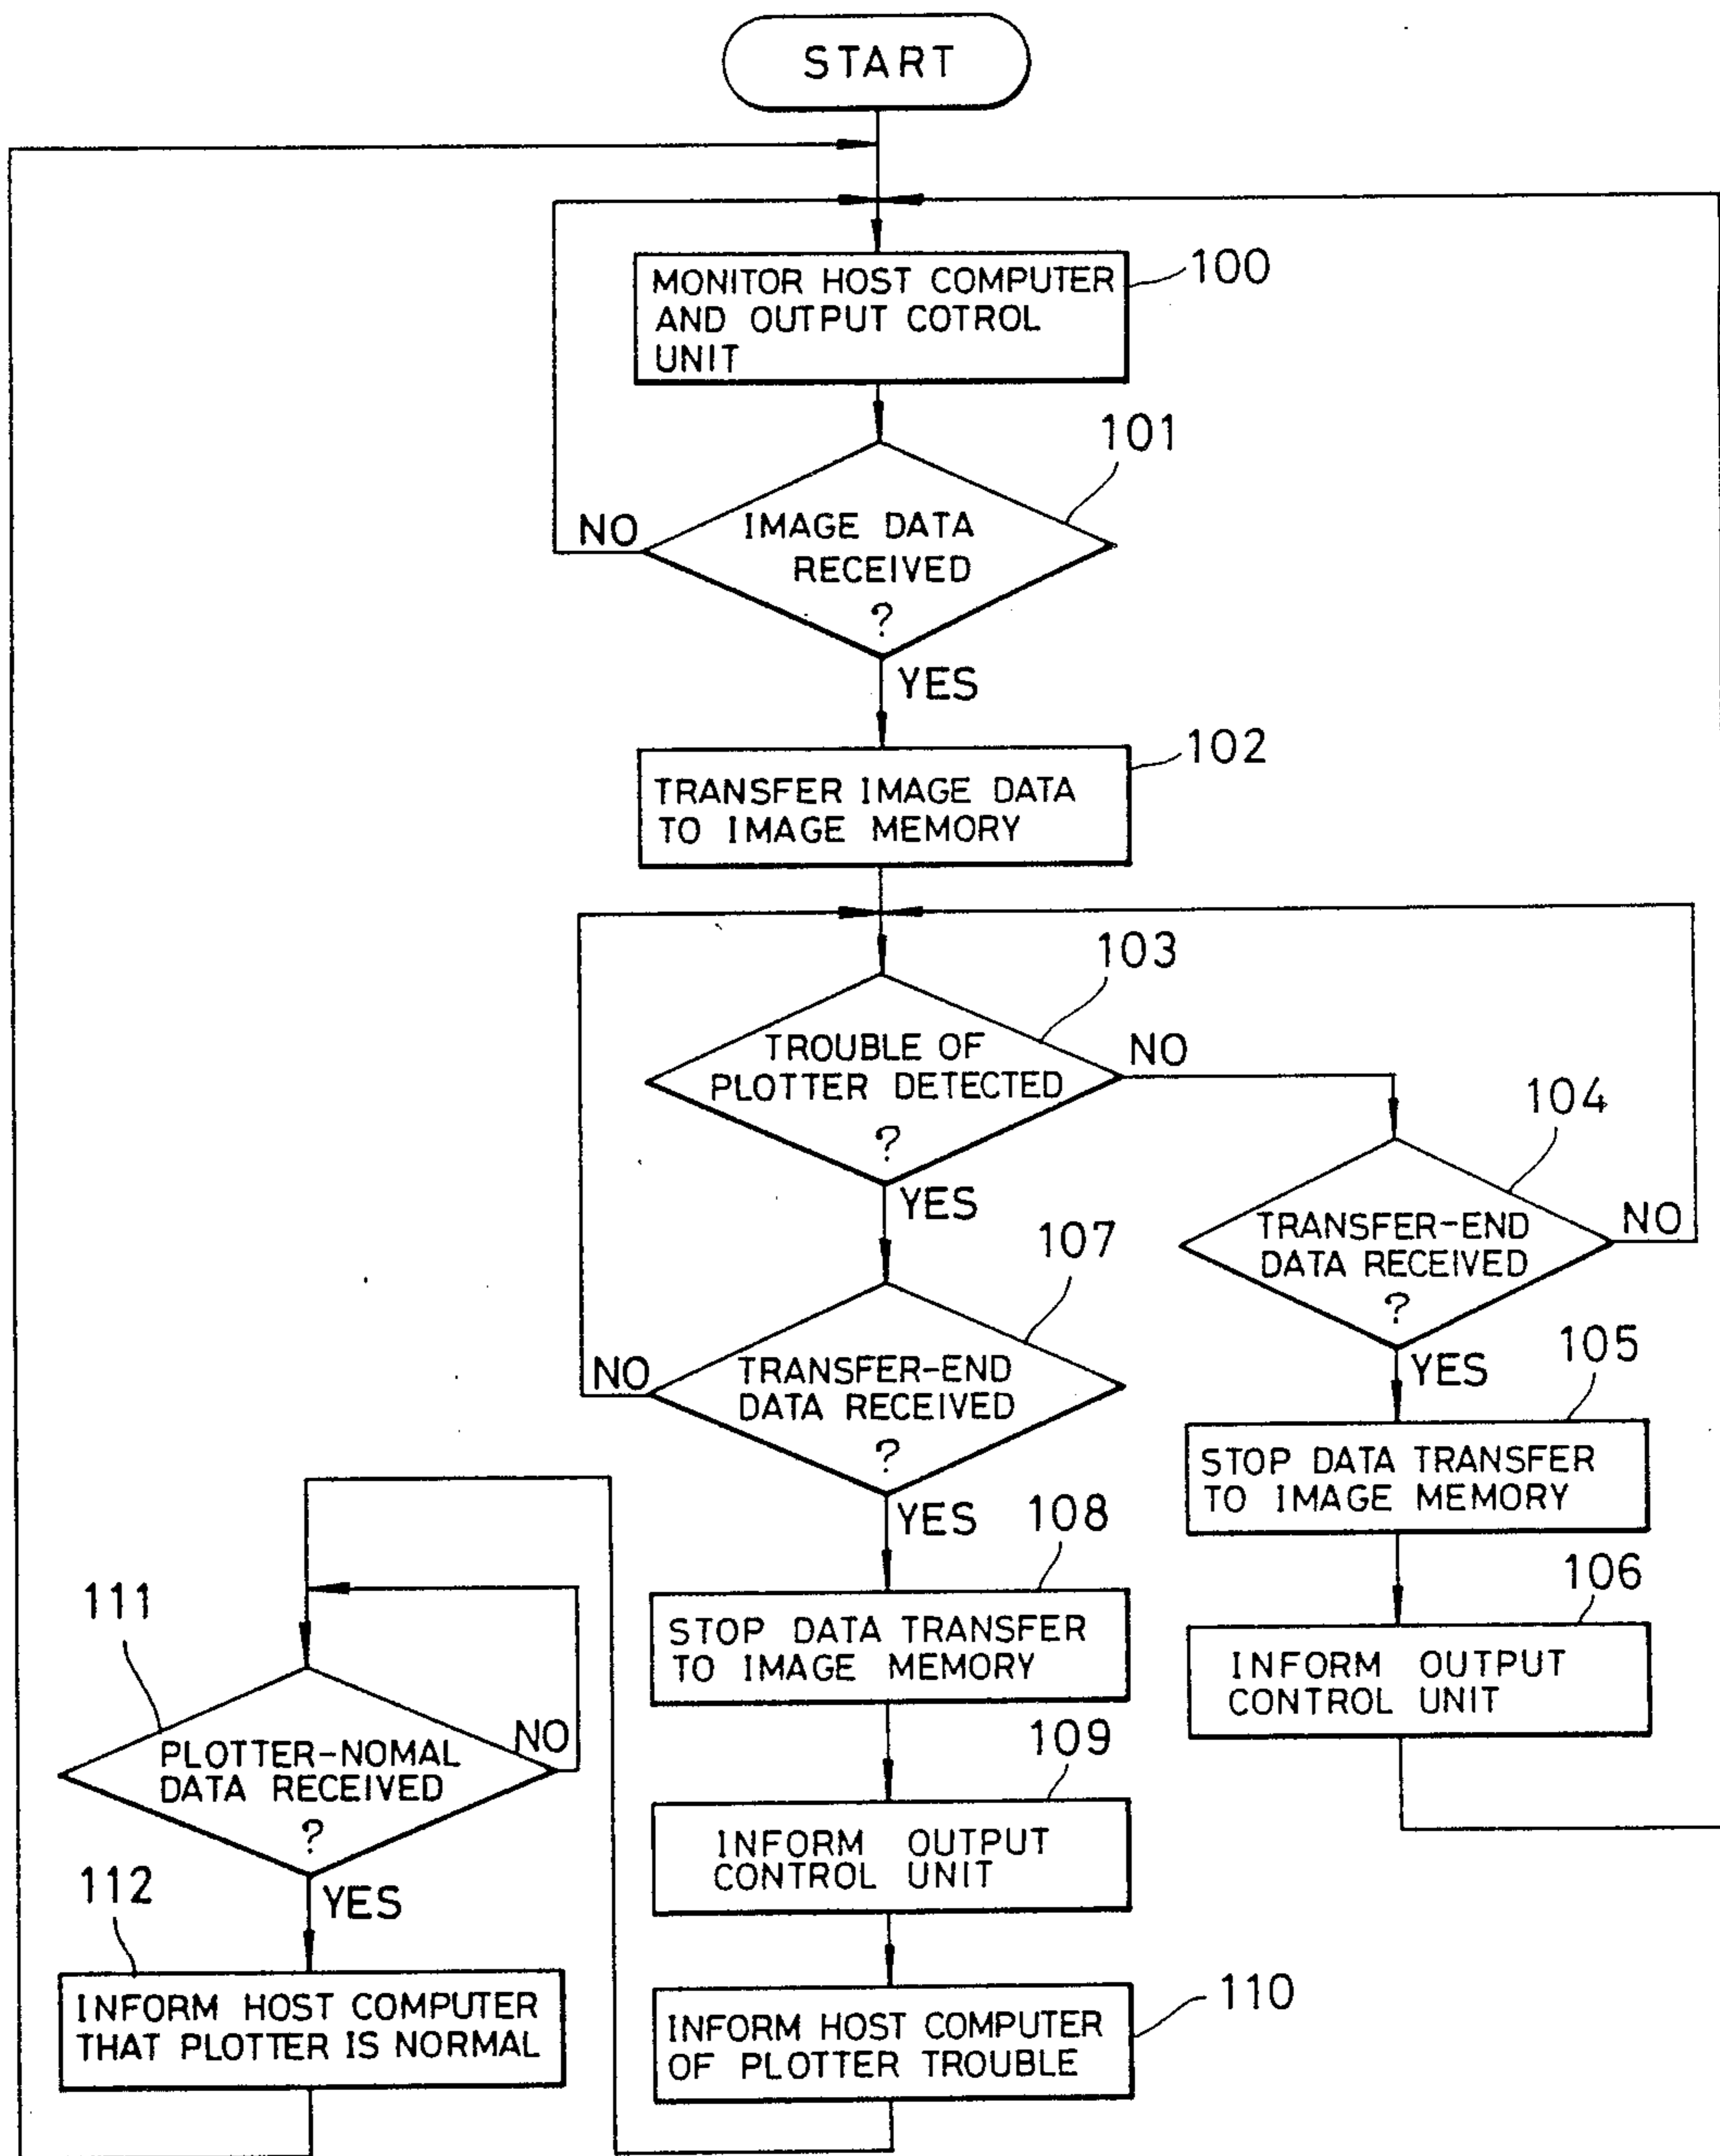 START
100
MONITOR HOST COMPUTER
AND OUTPUT COTROL
UNIT
101
IMAGE DATA
RECEIVED
?
NO
YES
102
TRANSFER IMAGE DATA
TO IMAGE MEMORY
103
TROUBLE OF
PLOTTER DETECTED
?
NO
YES
104
TRANSFER-END
DATA RECEIVED
?
NO
YES
105
STOP DATA TRANSFER
TO IMAGE MEMORY
106
INFORM OUTPUT
CONTROL UNIT
107
TRANSFER-END
DATA RECEIVED
?
NO
YES
108
STOP DATA TRANSFER
TO IMAGE MEMORY
109
INFORM OUTPUT
CONTROL UNIT
110
INFORM HOST COMPUTER
OF PLOTTER TROUBLE
111
PLOTTER-NOMAL
DATA RECEIVED
?
NO
YES
112
INFORM HOST COMPUTER
THAT PLOTTER IS NORMAL